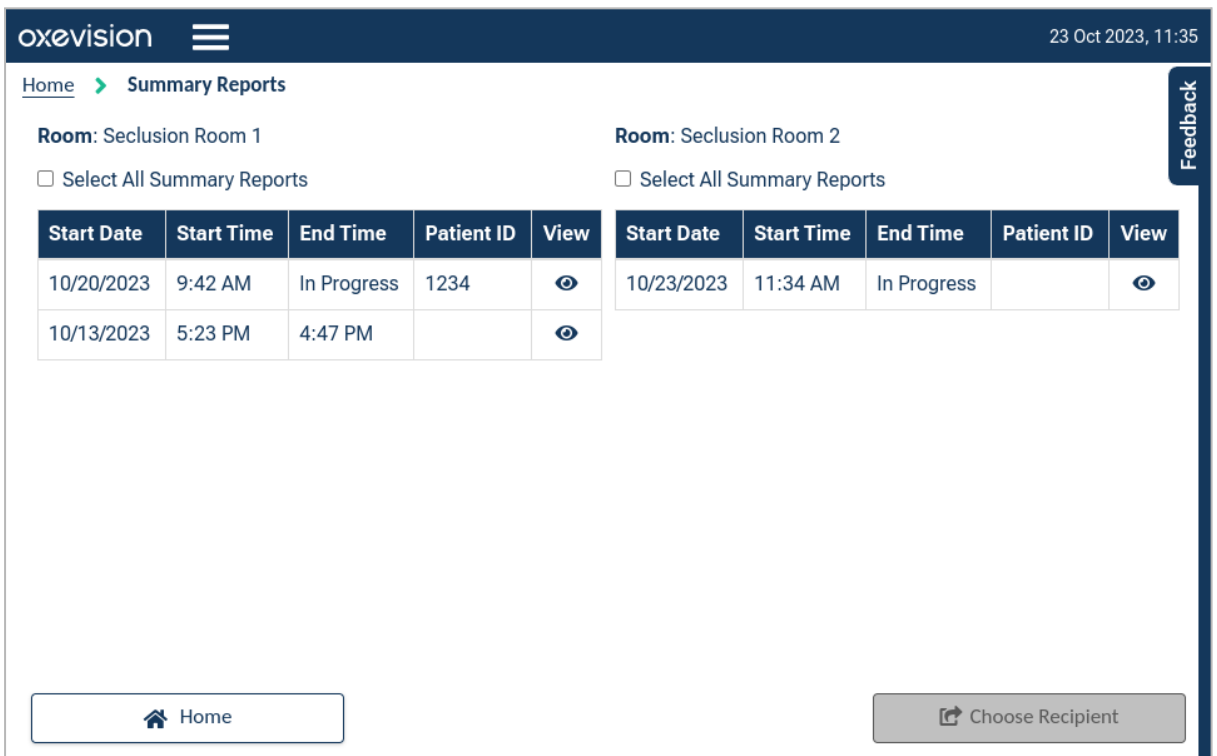 oxevision 23 Oct 2023, 11:35
Home Summary Reports
Feedback
Room: Seclusion Room 1
Select All Summary Reports
Start Date Start Time End Time Patient ID View
10/20/2023 9:42 AM In Progress 1234
10/13/2023 5:23 PM 4:47 PM
Room: Seclusion Room 2
Select All Summary Reports
Start Date Start Time End Time Patient ID View
10/23/2023 11:34 AM In Progress
Home
Choose Recipient